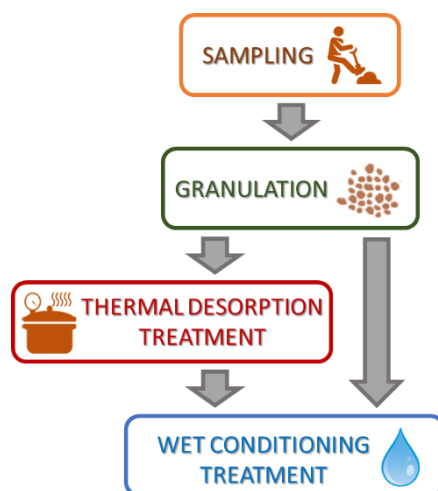 SAMPLING
GRANULATION
THERMAL DESORPTION
TREATMENT
WET CONDITIONING
TREATMENT